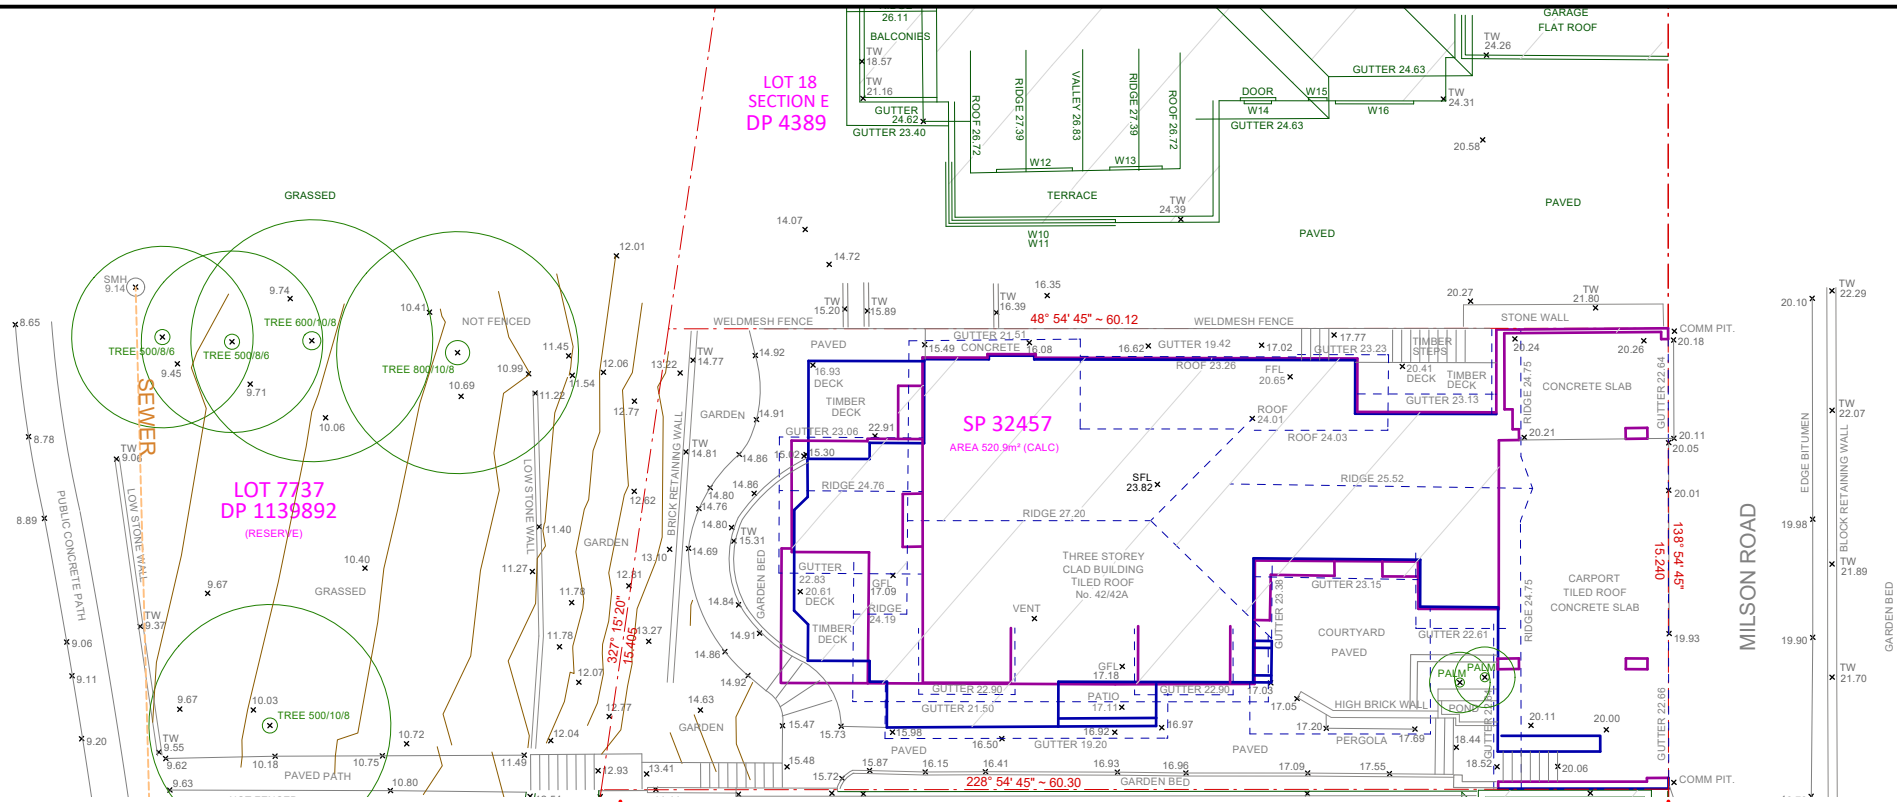 26.11
BALCONIES
TW
18.57
TW
21.16
GUTTER
24.62
GUTTER 23.40
LOT 18
SECTION E
DP 4389
ROOF 26.72
RIDGE 27.39
VALLEY 26.83
RIDGE 27.39
ROOF 26.72
W12
W13
TERRACE
TW
24.39
W10
W11
GARAGE
FLAT ROOF
TW
24.26
GUTTER 24.63
DOOR
W14
W15
W16
TW
24.31
GUTTER 24.63
20.58
PAVED
PAVED
GRASSED
14.07
14.72
12.01
SMH
9.14
9.74
TREE 600/10/8
TREE 500/8/6
TREE 500/8/6
9.45
9.71
10.41
NOT FENCED
TREE 800/10/8
10.69
10.99
10.06
11.45
11.54
11.22
12.06
12.77
13.22
TW
14.77
WELDMESH FENCE
TW
15.20
TW
15.89
TW
16.39
16.35
48° 54' 45" ~ 60.12
WELDMESH FENCE
20.27
TW
21.80
STONE WALL
COMM PIT.
20.18
20.10
TW
22.29
8.65
8.78
8.89
9.06
9.11
9.20
PUBLIC CONCRETE PATH
TW
9.06
LOW STONE WALL
SEWER
LOT 7737
DP 1139892
(RESERVE)
10.40
GRASSED
9.67
TW
9.37
9.67
10.03
TREE 500/10/8
TW
9.55
9.62
9.63
10.18
PAVED PATH
10.72
10.75
10.80
11.49
12.04
12.93
13.41
LOW STONE WALL
11.40
11.27
GARDEN
11.78
11.78
12.07
12.77
12.62
12.81
13.10
13.27
327° 15' 20"
15.405
BRICK RETAINING WALL
GARDEN
14.92
14.91
TW
14.81
14.86
14.86
14.80
14.76
14.80
TW
15.31
14.69
14.84
GARDEN BED
14.91
14.86
14.92
14.63
GARDEN
15.47
15.73
15.48
15.72
PAVED
16.93
DECK
TIMBER
DECK
GUTTER 23.06
22.91
15.02
15.30
RIDGE 24.76
GUTTER
22.83
20.61
DECK
TIMBER
DECK
GFL
17.09
RIDGE
24.19
GUTTER 21.51
CONCRETE
15.49
16.08
16.62
GUTTER 19.42
ROOF 23.26
17.02
FFL
20.65
17.77
GUTTER 23.23
20.41
DECK
TIMBER
STEPS
TIMBER
DECK
GUTTER 23.13
SP 32457
AREA 520.9m² (CALC)
ROOF
24.01
ROOF 24.03
SFL
23.82
RIDGE 25.52
RIDGE 27.20
THREE STOREY
CLAD BUILDING
TILED ROOF
No. 42/42A
VENT
GFL
17.18
GUTTER 22.90
GUTTER 21.50
PATIO
17.11
GUTTER 22.90
16.97
16.92
16.50
GUTTER 19.20
15.98
PAVED
PAVED
15.87
16.15
16.41
16.93
16.96
17.09
17.55
228° 54' 45" ~ 60.30
GARDEN BED
GUTTER 23.38
GUTTER 23.15
COURTYARD
PAVED
GUTTER 22.61
PALM
PALM
POND
HIGH BRICK WALL
17.03
17.05
17.20
PERGOLA
17.69
18.44
18.52
20.11
20.00
20.06
20.24
20.26
RIDGE 24.75
CONCRETE SLAB
GUTTER 22.64
20.21
20.11
20.05
20.01
RIDGE 24.75
CARPORT
TILED ROOF
CONCRETE SLAB
138° 54' 45"
15.240
19.93
GUTTER 22.66
COMM PIT.
MILSON ROAD
EDGE BITUMEN
19.98
19.90
TW
22.07
BLOCK RETAINING WALL
TW
21.89
TW
21.70
GARDEN BED